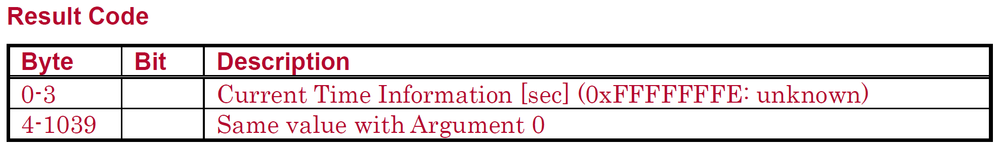 Result Code
Byte Bit Description
0-3 Current Time Information [sec] (0xFFFFFFFE: unknown)
4-1039 Same value with Argument 0